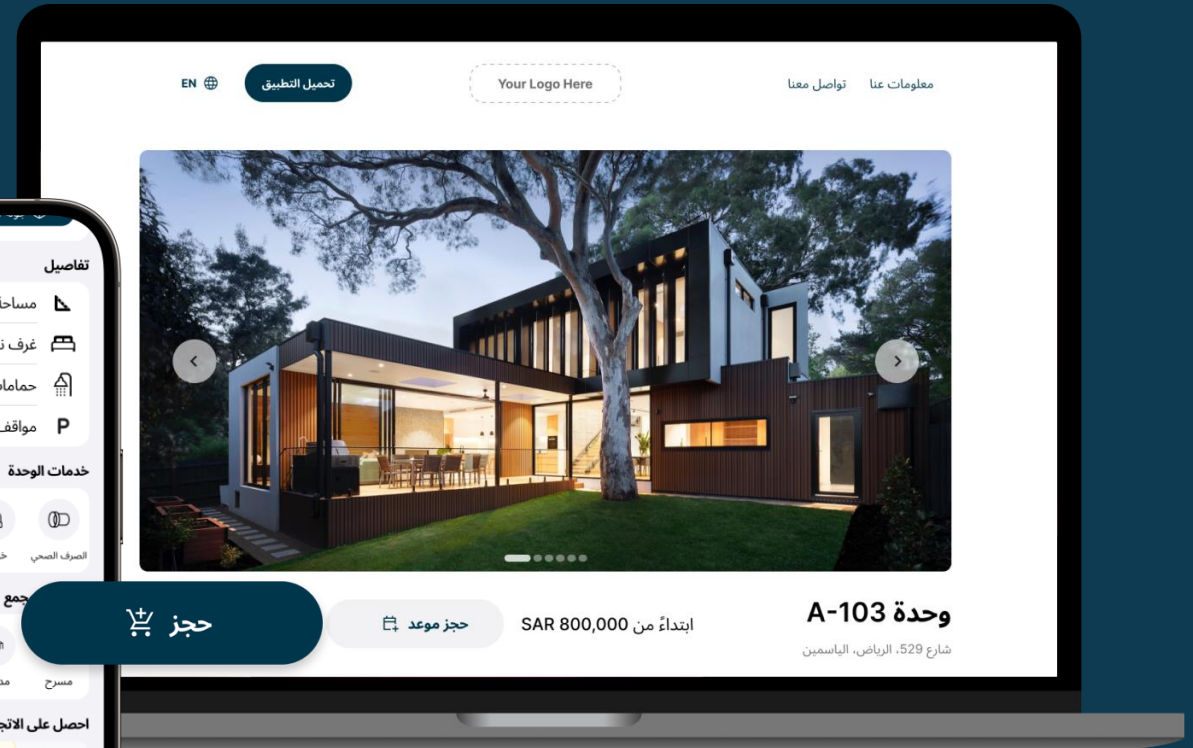 معلومات عنا
تواصل معنا
Your Logo Here
تحميل التطبيق
EN
وحدة A-103
شارع 529، الرياض، الياسمين
ابتداءً من SAR 800,000
حجز موعد
حجز
تفاصيل
غرف
خدمات الوحدة
الصرف الصحي
مسرح
احصل على